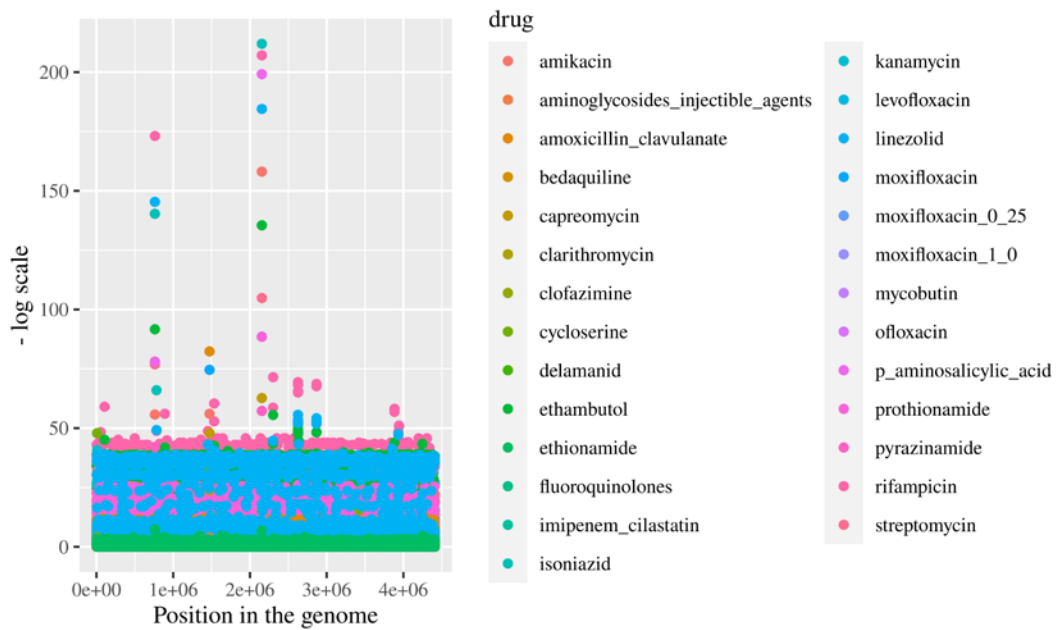 200
150
100
50
0
- log scale
0e+00 1e+06 2e+06 3e+06 4e+06
Position in the genome
drug
amikacin
aminoglycosides_injectible_agents
amoxicillin_clavulanate
bedaquiline
capreomycin
clarithromycin
clofazimine
cycloserine
delamanid
ethambutol
ethionamide
fluoroquinolones
imipenem_cilastatin
isoniazid
kanamycin
levofloxacin
linezolid
moxifloxacin
moxifloxacin_0_25
moxifloxacin_1_0
mycobutin
ofloxacin
p_aminosalicylic_acid
prothionamide
pyrazinamide
rifampicin
streptomycin